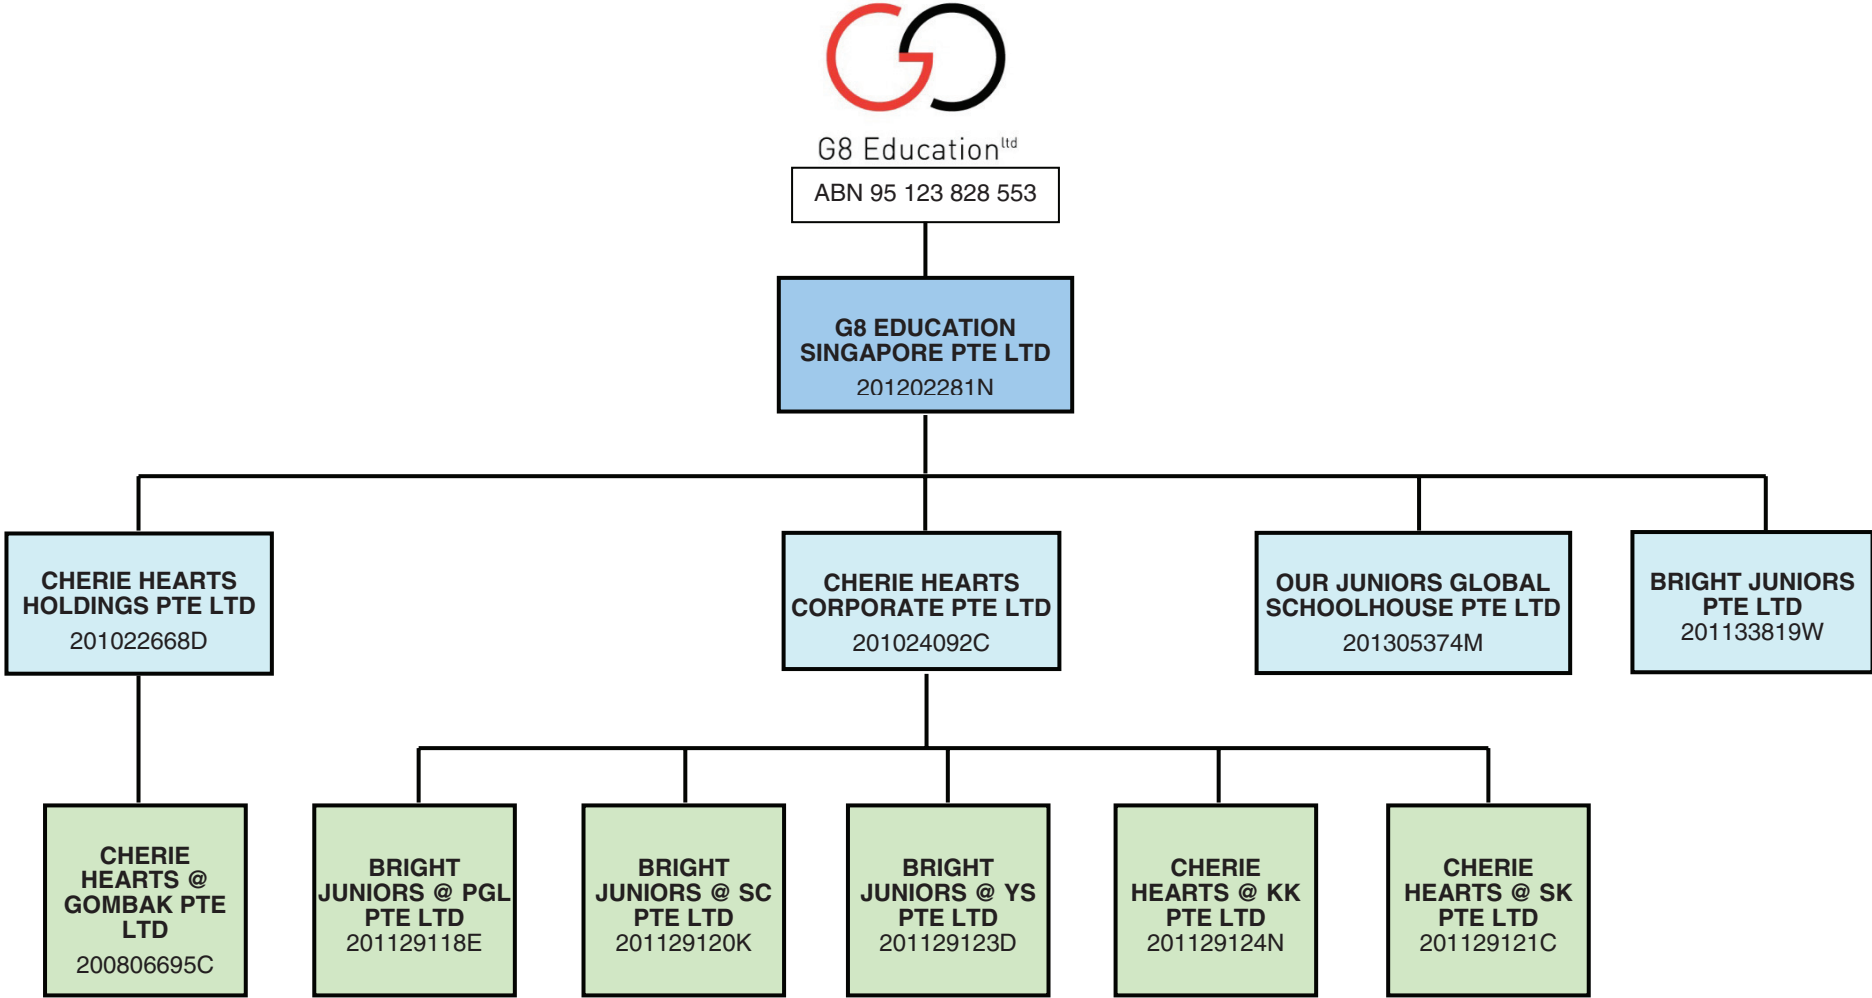 G8 Education ltd
ABN 95 123 828 553
G8 EDUCATION
SINGAPORE PTE LTD
201202281N
CHERIE HEARTS
HOLDINGS PTE LTD
201022668D
CHERIE HEARTS
CORPORATE PTE LTD
201024092C
OUR JUNIORS GLOBAL
SCHOOLHOUSE PTE LTD
201305374M
BRIGHT JUNIORS
PTE LTD
201133819W
CHERIE
HEARTS @
GOMBAK PTE
LTD
200806695C
BRIGHT
JUNIORS @ PGL
PTE LTD
201129118E
BRIGHT
JUNIORS @ SC
PTE LTD
201129120K
BRIGHT
JUNIORS @ YS
PTE LTD
201129123D
CHERIE
HEARTS @ KK
PTE LTD
201129124N
CHERIE
HEARTS @ SK
PTE LTD
201129121C